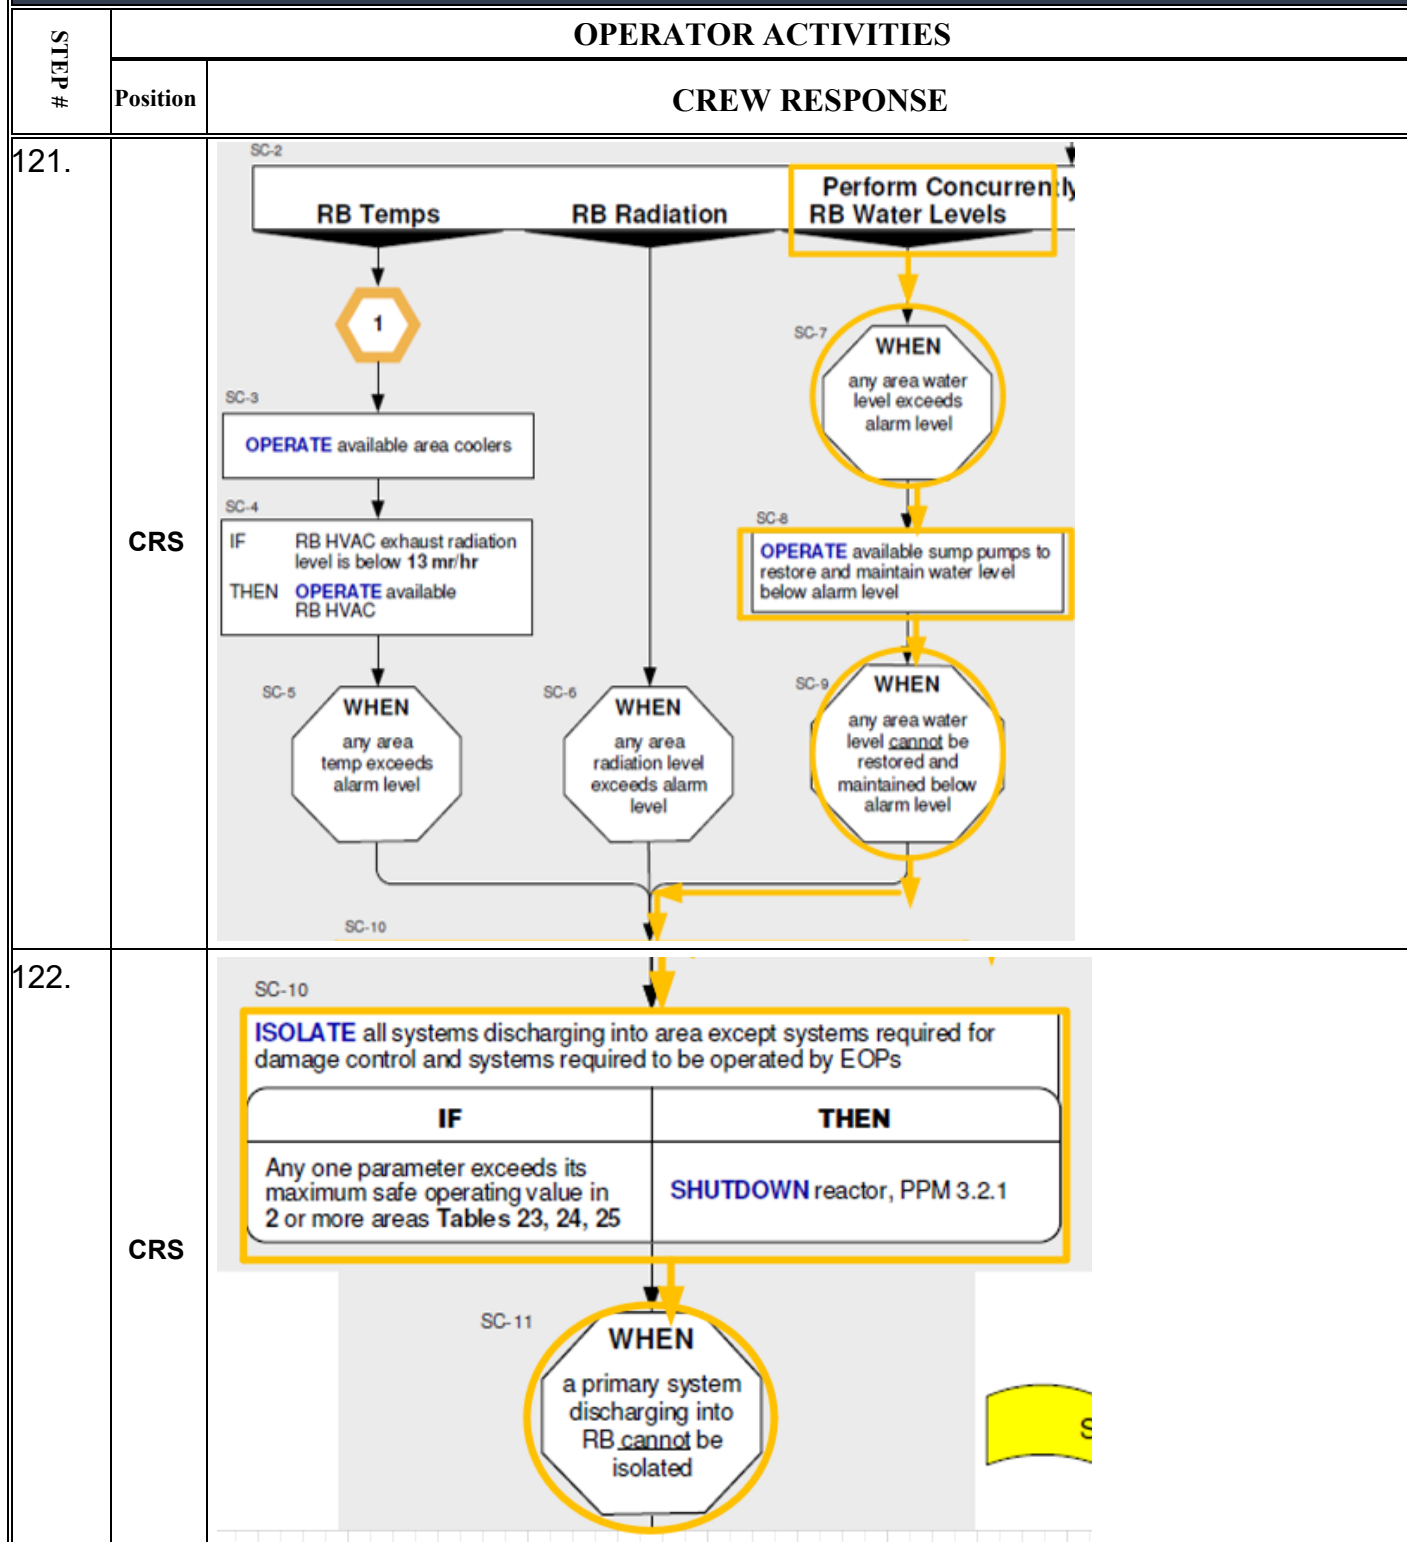 STEP #
OPERATOR ACTIVITIES
Position
CREW RESPONSE
121.
CRS
SC-2
Perform Concurrently
RB Temps
RB Radiation
RB Water Levels
1
SC-3
OPERATE available area coolers
SC-4
IF RB HVAC exhaust radiation
level is below 13 mr/hr
THEN OPERATE available
RB HVAC
SC-5
WHEN
any area
temp exceeds
alarm level
SC-6
WHEN
any area
radiation level
exceeds alarm
level
SC-7
WHEN
any area water
level exceeds
alarm level
SC-8
OPERATE available sump pumps to
restore and maintain water level
below alarm level
SC-9
WHEN
any area water
level cannot be
restored and
maintained below
alarm level
SC-10
122.
CRS
SC-10
ISOLATE all systems discharging into area except systems required for
damage control and systems required to be operated by EOPs
IF
THEN
Any one parameter exceeds its
maximum safe operating value in
2 or more areas Tables 23, 24, 25
SHUTDOWN reactor, PPM 3.2.1
SC-11
WHEN
a primary system
discharging into
RB cannot be
isolated
S